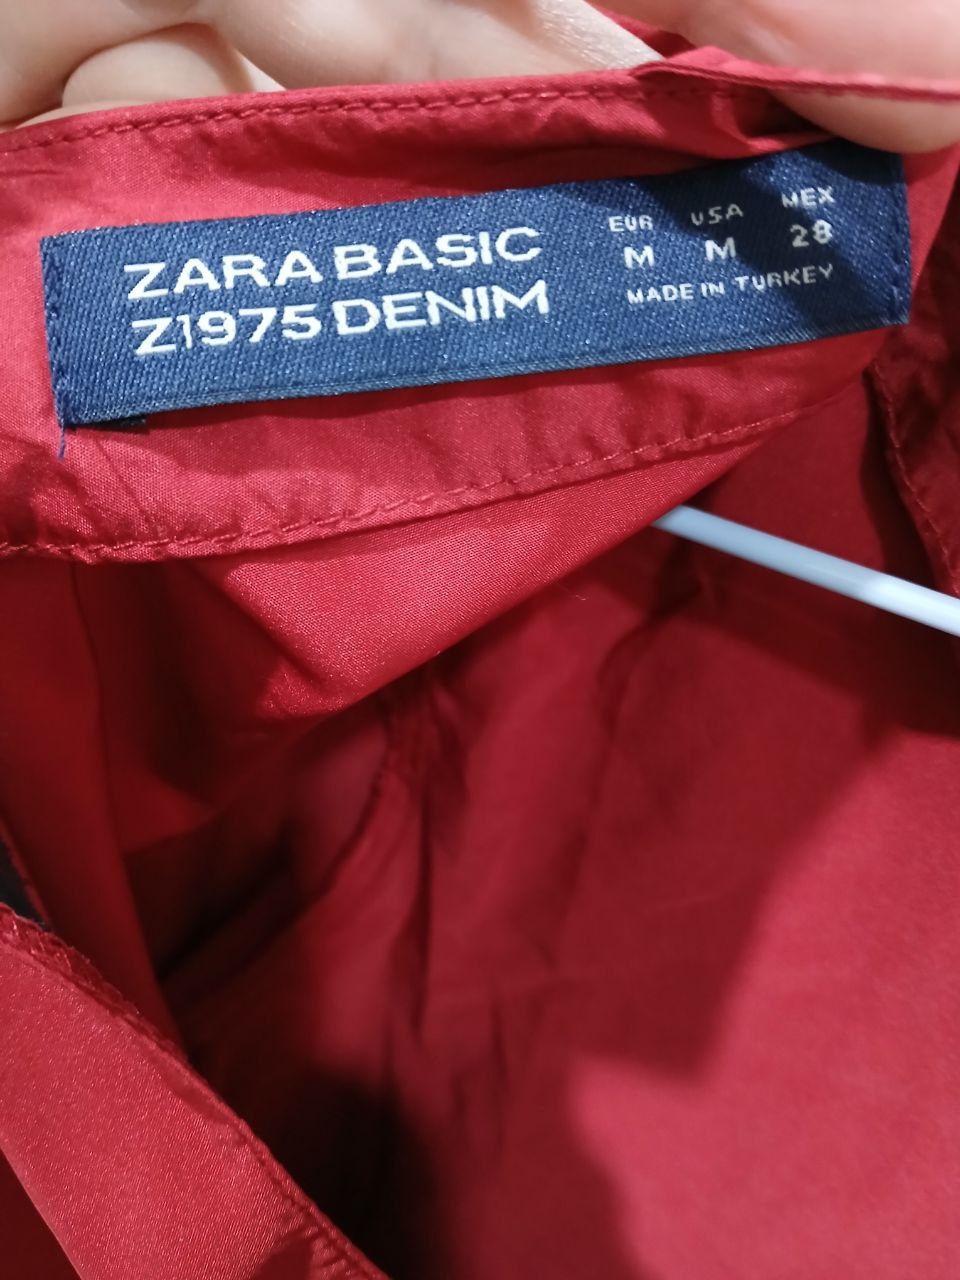 ZARA BASIC
Z1975 DENIM
EUR USA MEX
M M 28
MADE IN TURKEY